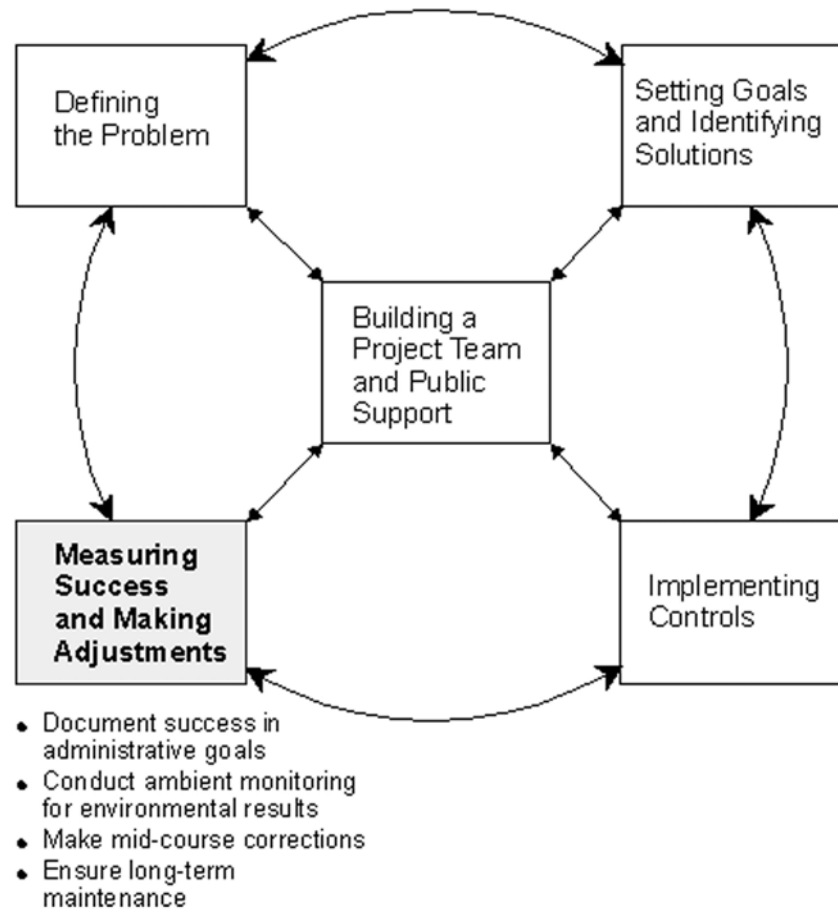 Defining
the Problem
Setting Goals
and Identifying
Solutions
Building a
Project Team
and Public
Support
Measuring
Success
and Making
Adjustments
Implementing
Controls
• Document success in
administrative goals
• Conduct ambient monitoring
for environmental results
• Make mid-course corrections
• Ensure long-term
maintenance